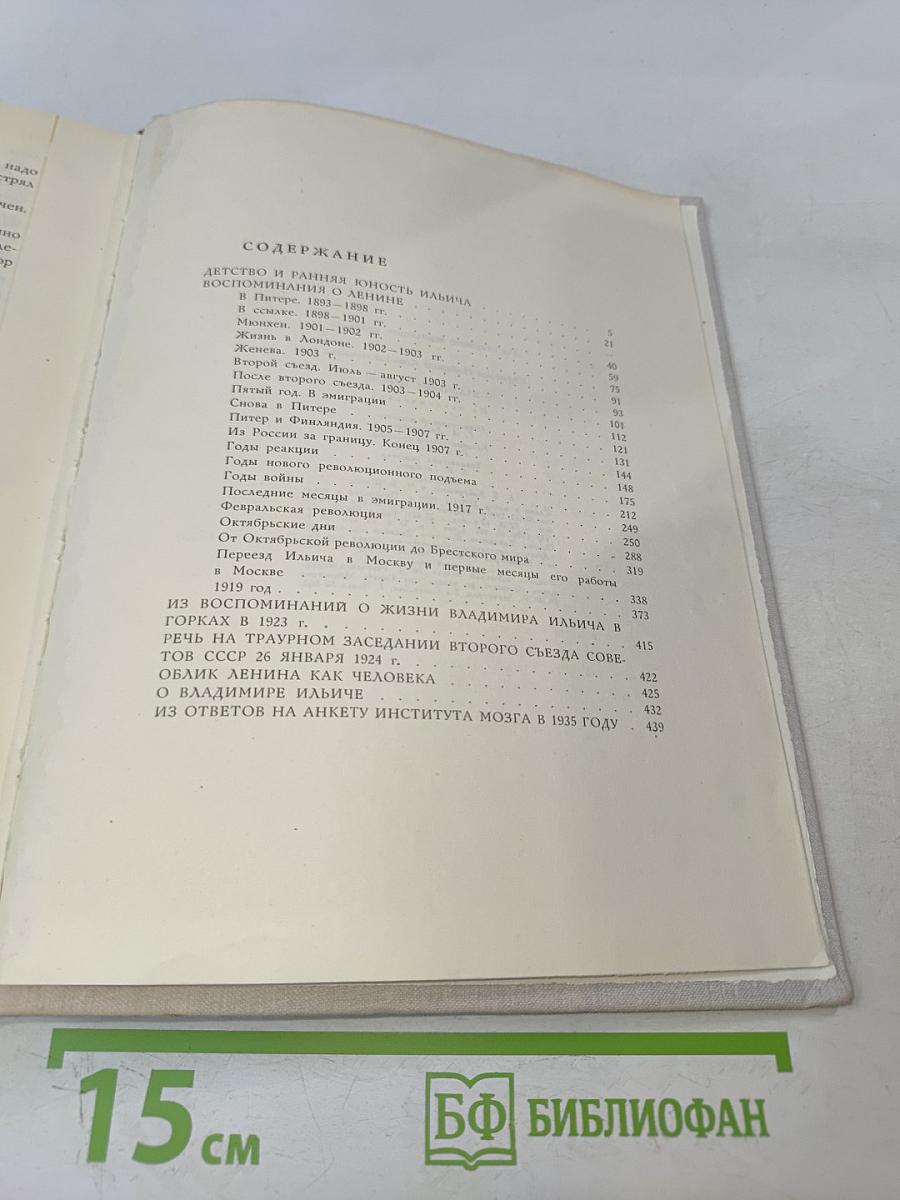 надо
стрял
чен.
нно
ле-
ор
СОДЕРЖАНИЕ
ДЕТСТВО И РАННЯЯ ЮНОСТЬ ИЛЬИЧА . . . . . 5
ВОСПОМИНАНИЯ О ЛЕНИНЕ
В Питере. 1893—1898 гг. . . . . . 21
В ссылке. 1898—1901 гг. . . . . . 40
Мюнхен. 1901—1902 гг. . . . . . 59
Жизнь в Лондоне. 1902—1903 гг. . . . . . 75
Женева. 1903 г. . . . . . 91
Второй съезд. Июль — август 1903 г. . . . . . 93
После второго съезда. 1903—1904 гг. . . . . . 101
Пятый год. В эмиграции . . . . . 112
Снова в Питере . . . . . 121
Питер и Финляндия. 1905—1907 гг. . . . . . 131
Из России за границу. Конец 1907 г. . . . . . 144
Годы реакции . . . . . 148
Годы нового революционного подъема . . . . . 175
Годы войны . . . . . 212
Последние месяцы в эмиграции. 1917 г. . . . . . 249
Февральская революция . . . . . 250
Октябрьские дни . . . . . 288
От Октябрьской революции до Брестского мира . . . . . 319
Переезд Ильича в Москву и первые месяцы его работы
в Москве . . . . . 338
1919 год . . . . . 373
ИЗ ВОСПОМИНАНИЙ О ЖИЗНИ ВЛАДИМИРА ИЛЬИЧА В
ГОРКАХ В 1923 г. . . . . . 415
РЕЧЬ НА ТРАУРНОМ ЗАСЕДАНИИ ВТОРОГО СЪЕЗДА СОВЕ-
ТОВ СССР 26 ЯНВАРЯ 1924 г. . . . . . 422
ОБЛИК ЛЕНИНА КАК ЧЕЛОВЕКА . . . . . 425
О ВЛАДИМИРЕ ИЛЬИЧЕ . . . . . 432
ИЗ ОТВЕТОВ НА АНКЕТУ ИНСТИТУТА МОЗГА В 1935 ГОДУ . 439
15 см
БФ БИБЛИОФАН